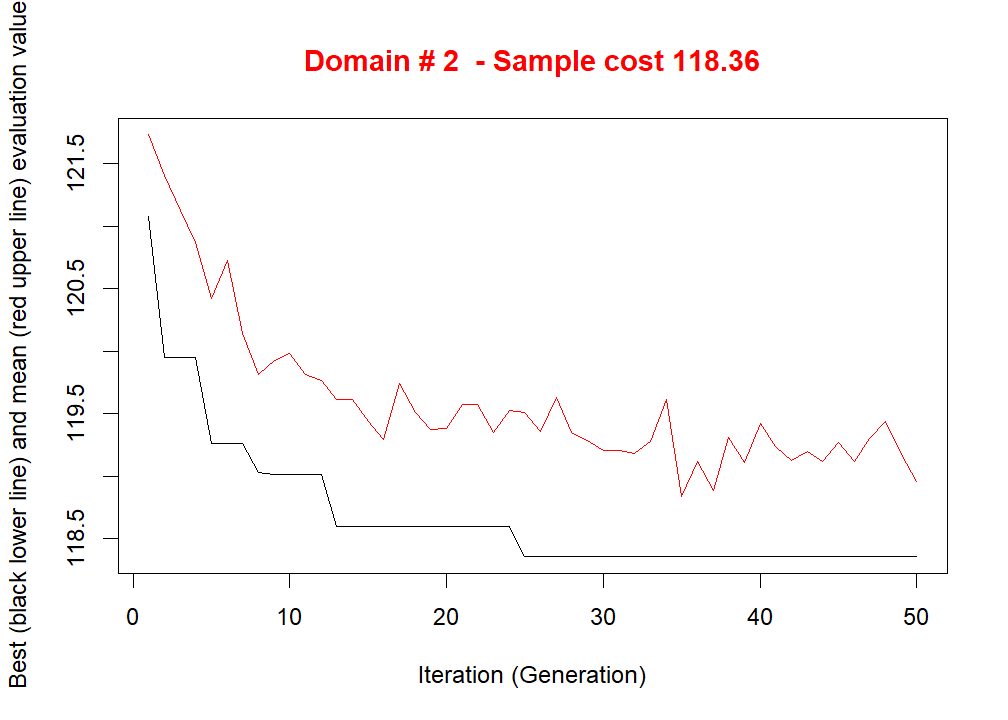 Domain # 2  - Sample cost 118.36
Best (black lower line) and mean (red upper line) evaluation value
121.5
120.5
119.5
118.5
0 10 20 30 40 50
Iteration (Generation)